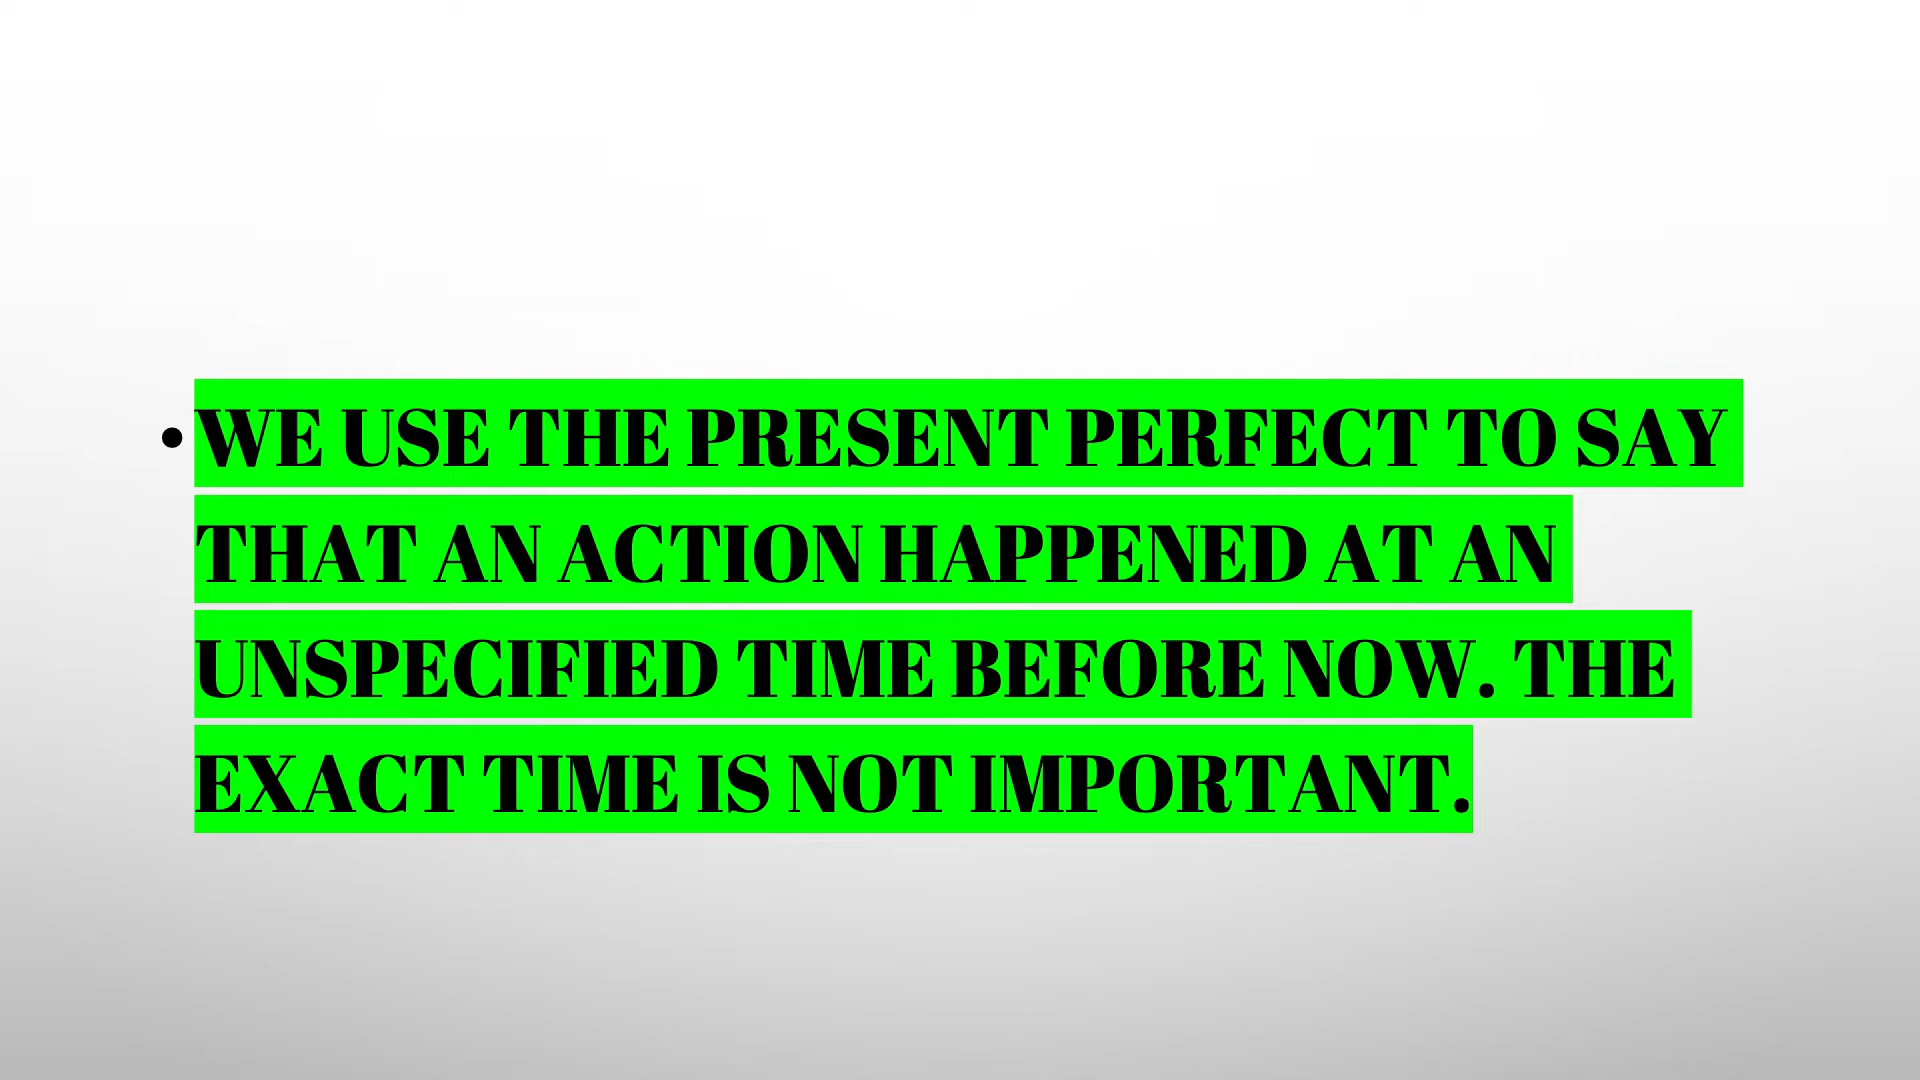 • WE USE THE PRESENT PERFECT TO SAY
THAT AN ACTION HAPPENED AT AN
UNSPECIFIED TIME BEFORE NOW. THE
EXACT TIME IS NOT IMPORTANT.